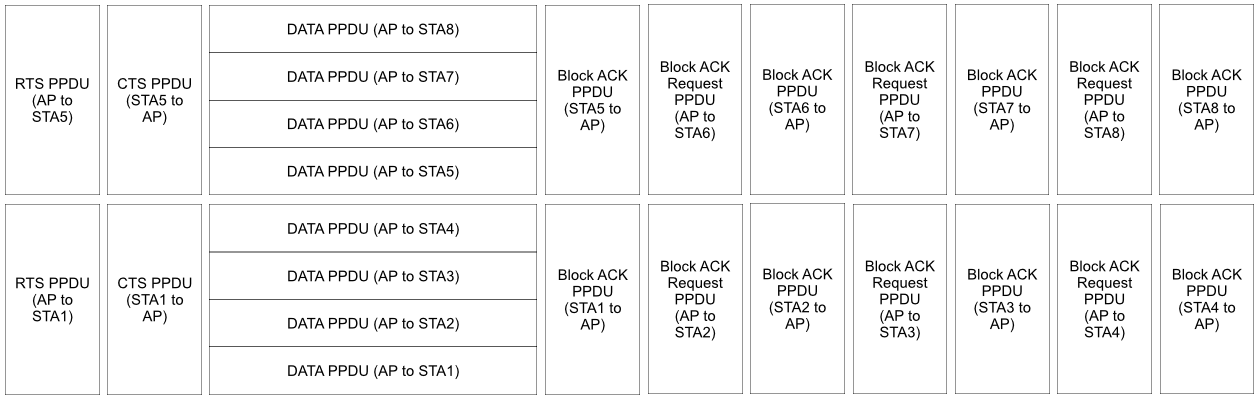 RTS PPDU
(AP to
STA5)
CTS PPDU
(STA5 to
AP)
DATA PPDU (AP to STA8)
DATA PPDU (AP to STA7)
DATA PPDU (AP to STA6)
DATA PPDU (AP to STA5)
Block ACK
PPDU
(STA5 to
AP)
Block ACK
Request
PPDU
(AP to
STA6)
Block ACK
PPDU
(STA6 to
AP)
Block ACK
Request
PPDU
(AP to
STA7)
Block ACK
PPDU
(STA7 to
AP)
Block ACK
Request
PPDU
(AP to
STA8)
Block ACK
PPDU
(STA8 to
AP)
RTS PPDU
(AP to
STA1)
CTS PPDU
(STA1 to
AP)
DATA PPDU (AP to STA4)
DATA PPDU (AP to STA3)
DATA PPDU (AP to STA2)
DATA PPDU (AP to STA1)
Block ACK
PPDU
(STA1 to
AP)
Block ACK
Request
PPDU
(AP to
STA2)
Block ACK
PPDU
(STA2 to
AP)
Block ACK
Request
PPDU
(AP to
STA3)
Block ACK
PPDU
(STA3 to
AP)
Block ACK
Request
PPDU
(AP to
STA4)
Block ACK
PPDU
(STA4 to
AP)